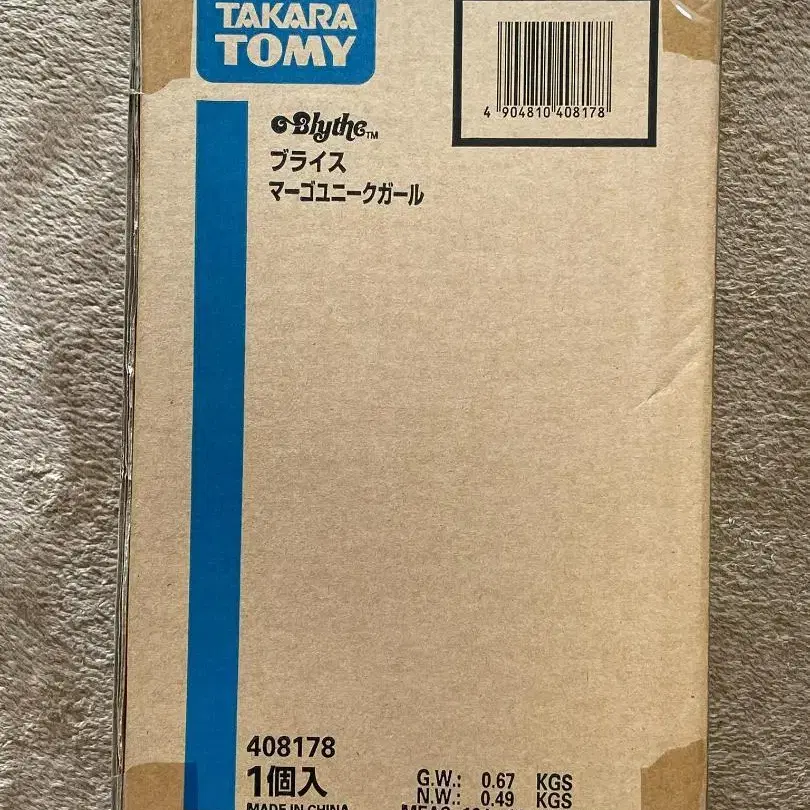 TAKARA
TOMY
4 904810 408178
Blythe™
ブライス
マーゴユニークガール
408178
1個入
G.W.: 0.67 KGS
N.W.: 0.49 KGS
MADE IN CHINA